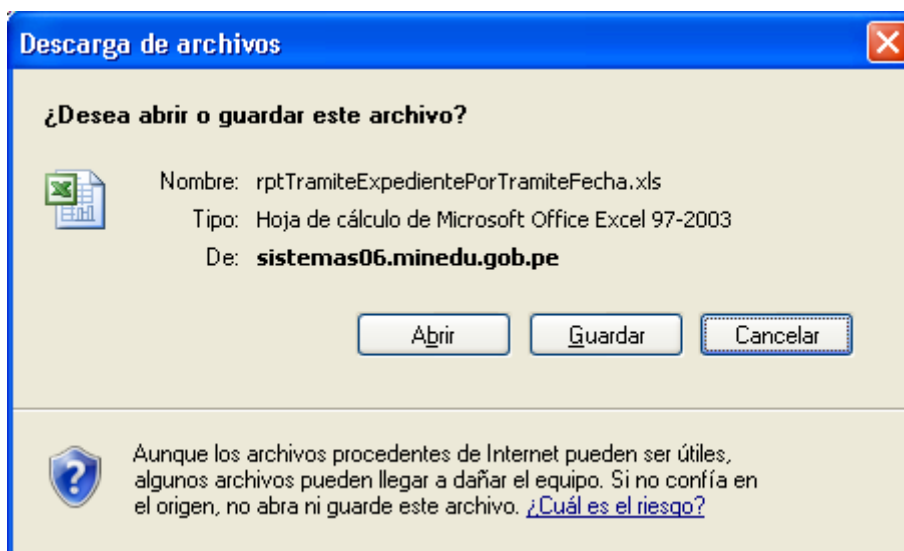 Descarga de archivos
¿Desea abrir o guardar este archivo?
Nombre: rptTramiteExpedientePorTramiteFecha.xls
Tipo: Hoja de cálculo de Microsoft Office Excel 97-2003
De: sistemas06.minedu.gob.pe
Abrir Guardar Cancelar
Aunque los archivos procedentes de Internet pueden ser útiles,
algunos archivos pueden llegar a dañar el equipo. Si no confía en
el origen, no abra ni guarde este archivo. ¿Cuál es el riesgo?